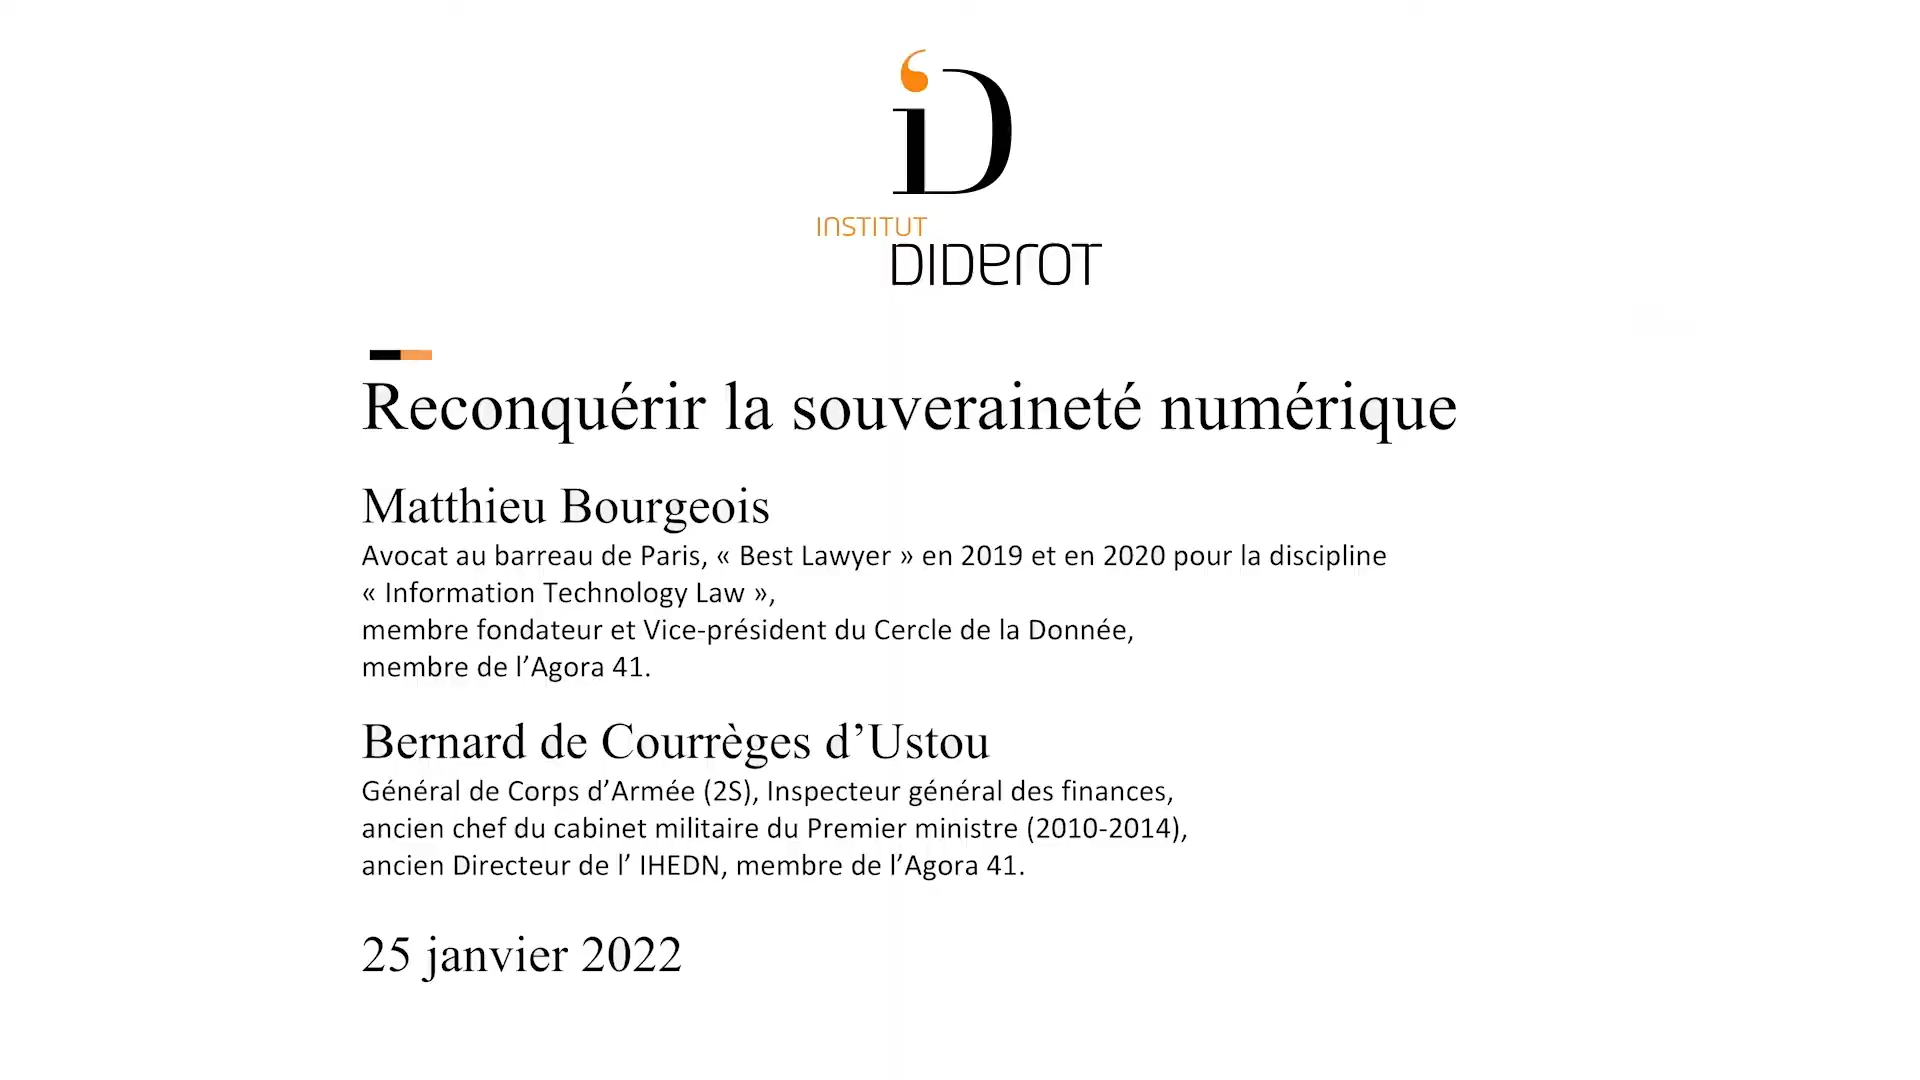 iD
INSTITUT
DIDEROT
Reconquérir la souveraineté numérique
Matthieu Bourgeois
Avocat au barreau de Paris, « Best Lawyer » en 2019 et en 2020 pour la discipline
« Information Technology Law »,
membre fondateur et Vice-président du Cercle de la Donnée,
membre de l’Agora 41.
Bernard de Courrèges d’Ustou
Général de Corps d’Armée (2S), Inspecteur général des finances,
ancien chef du cabinet militaire du Premier ministre (2010-2014),
ancien Directeur de l’ IHEDN, membre de l’Agora 41.
25 janvier 2022